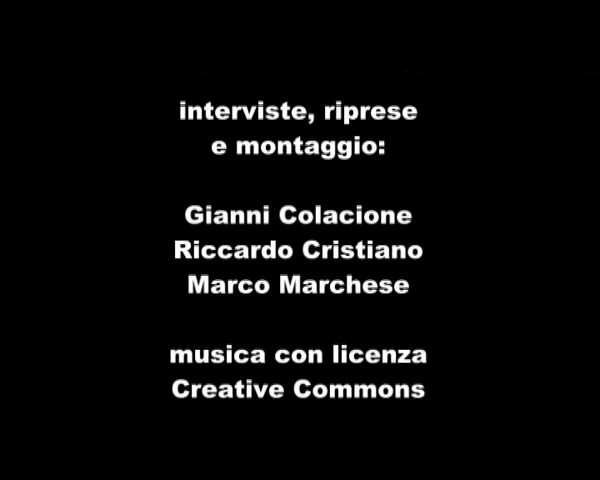 interviste, riprese
e montaggio:
Gianni Colacione
Riccardo Cristiano
Marco Marchese
musica con licenza
Creative Commons